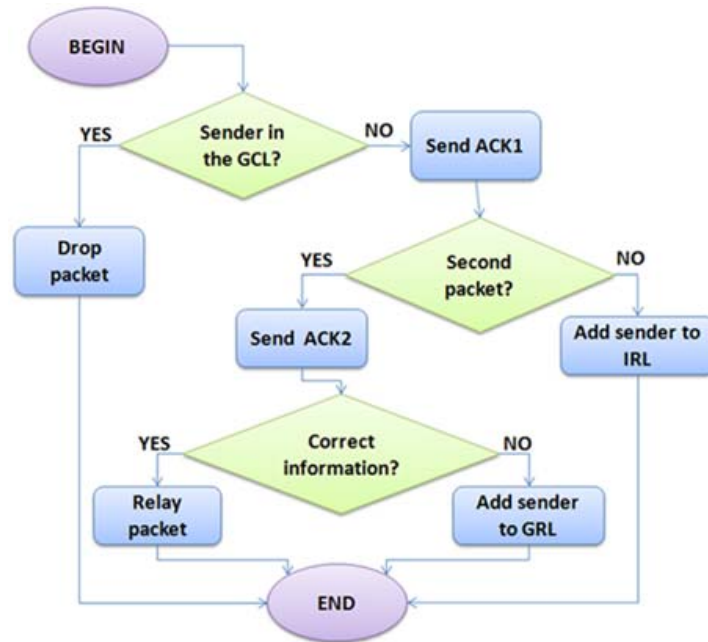 BEGIN
Sender in
the GCL?
YES
NO
Send ACK1
Drop
packet
Second
packet?
YES
NO
Send ACK2
Add sender to
IRL
Correct
information?
YES
NO
Relay
packet
Add sender
to GRL
END